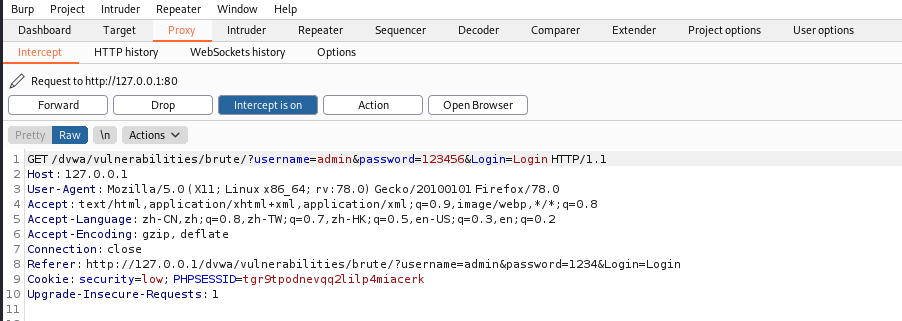 Burp Project Intruder Repeater Window Help
Dashboard Target Proxy Intruder Repeater Sequencer Decoder Comparer Extender Project options User options
Intercept HTTP history WebSockets history Options
Request to http://127.0.0.1:80
Forward Drop Intercept is on Action Open Browser
Pretty Raw \n Actions
1 GET /dvwa/vulnerabilities/brute/?username=admin&password=123456&Login=Login HTTP/1.1
2 Host: 127.0.0.1
3 User-Agent: Mozilla/5.0 (X11; Linux x86_64; rv:78.0) Gecko/20100101 Firefox/78.0
4 Accept: text/html,application/xhtml+xml,application/xml;q=0.9,image/webp,*/*;q=0.8
5 Accept-Language: zh-CN,zh;q=0.8,zh-TW;q=0.7,zh-HK;q=0.5,en-US;q=0.3,en;q=0.2
6 Accept-Encoding: gzip, deflate
7 Connection: close
8 Referer: http://127.0.0.1/dvwa/vulnerabilities/brute/?username=admin&password=1234&Login=Login
9 Cookie: security=low; PHPSESSID=tgr9tpodnevqq2lilp4miacerk
10 Upgrade-Insecure-Requests: 1
11